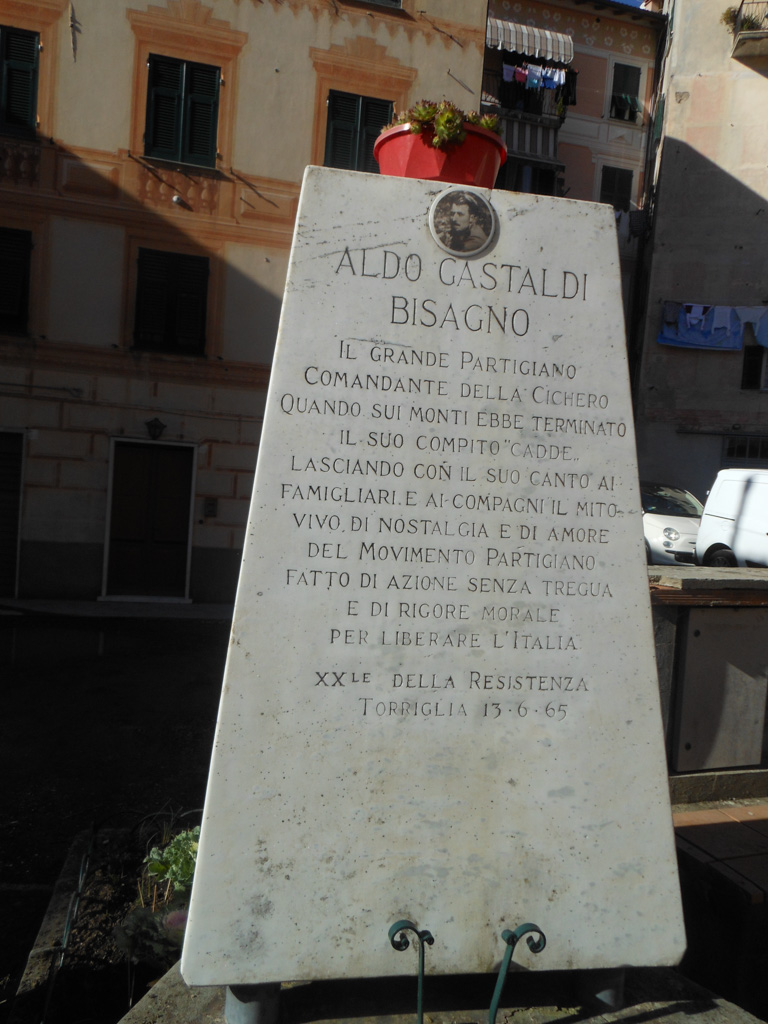 ALDO GASTALDI
BISAGNO
IL GRANDE PARTIGIANO
COMANDANTE DELLA CICHERO
QUANDO SUI MONTI EBBE TERMINATO
IL SUO COMPITO "CADDE„
LASCIANDO CON IL SUO CANTO AI
FAMIGLIARI E AI COMPAGNI IL MITO
VIVO DI NOSTALGIA E DI AMORE
DEL MOVIMENTO PARTIGIANO
FATTO DI AZIONE SENZA TREGUA
E DI RIGORE MORALE
PER LIBERARE L'ITALIA
XXLE DELLA RESISTENZA
TORRIGLIA 13·6·65